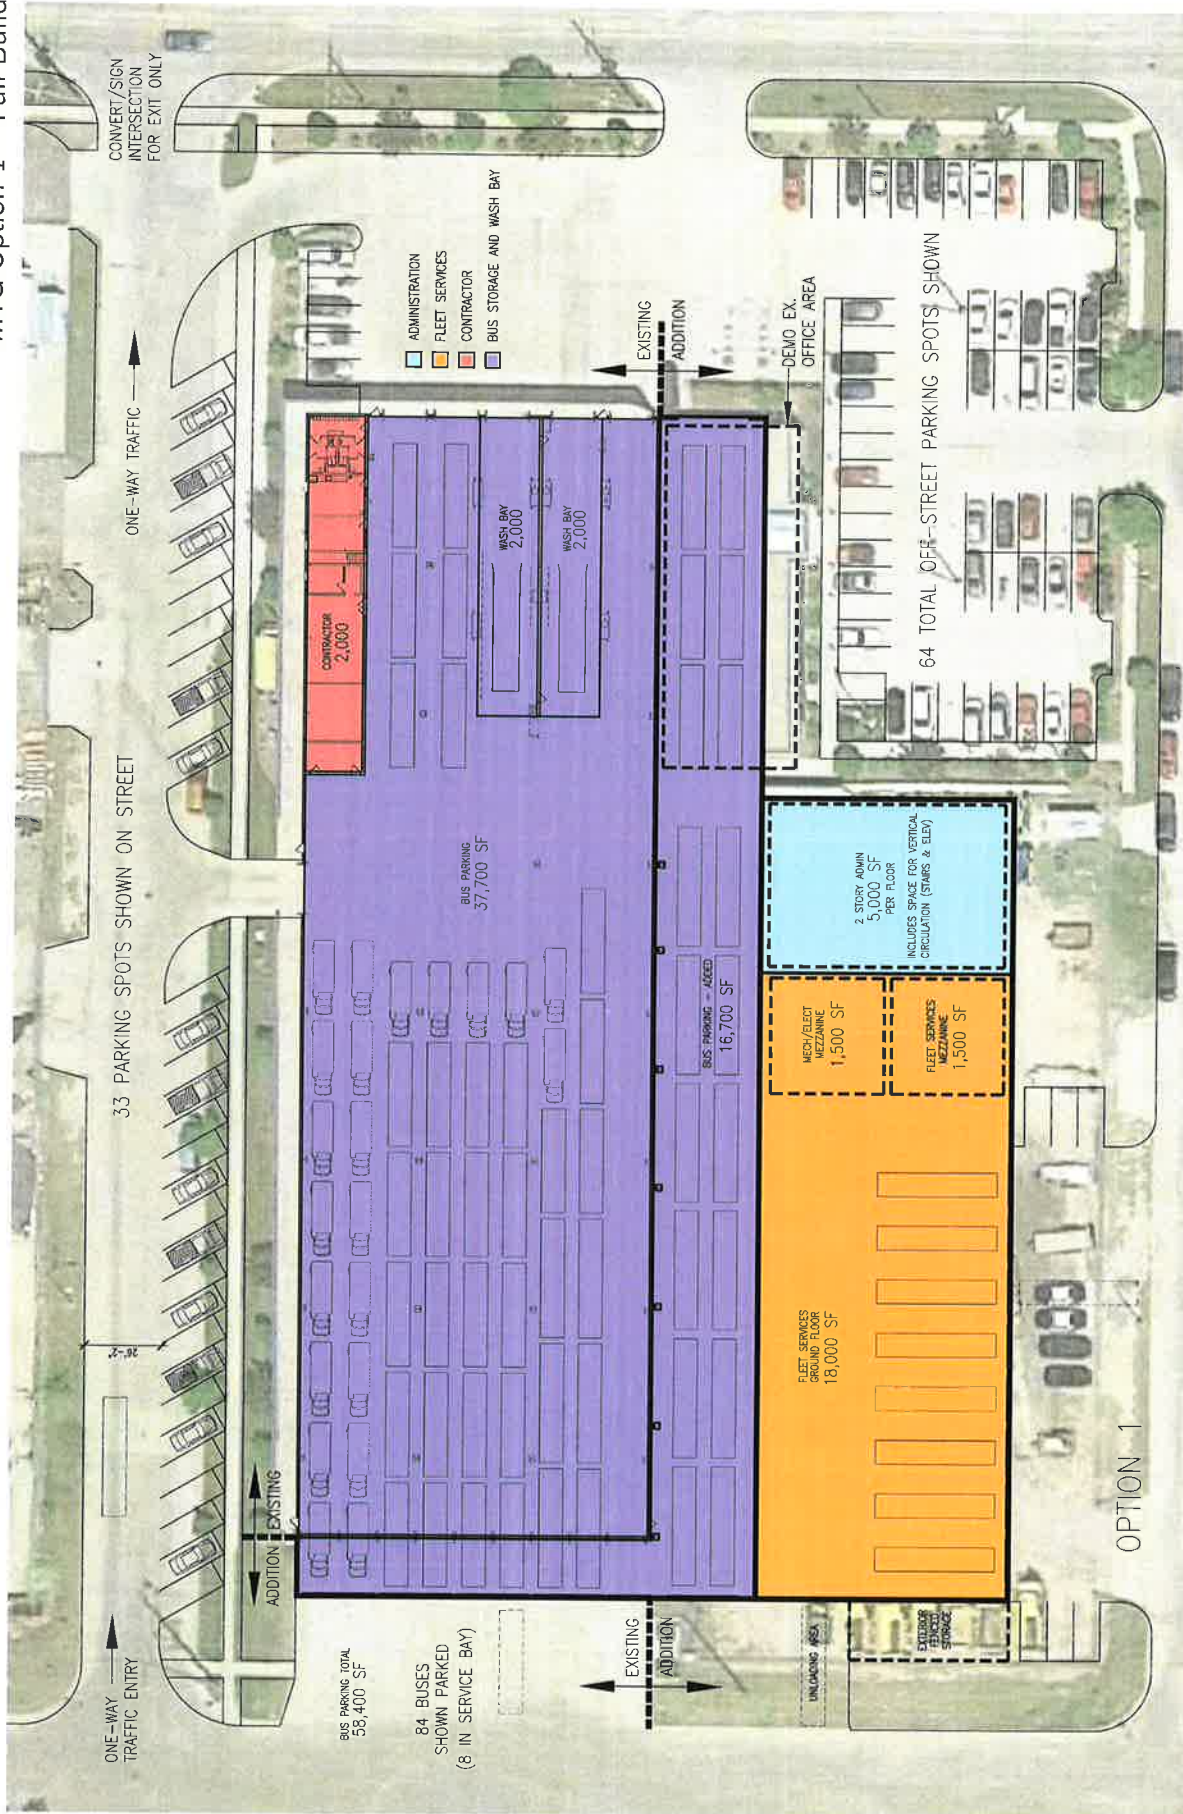 CONVERT/SIGN
INTERSECTION
FOR EXIT ONLY
ONE-WAY TRAFFIC
33 PARKING SPOTS SHOWN ON STREET
26'-2"
ONE-WAY
TRAFFIC ENTRY
ADMINISTRATION
FLEET SERVICES
CONTRACTOR
BUS STORAGE AND WASH BAY
EXISTING
ADDITION
DEMO EX.
OFFICE AREA
64 TOTAL OFF-STREET PARKING SPOTS SHOWN
CONTRACTOR
2,000
WASH BAY
2,000
WASH BAY
2,000
BUS PARKING
37,700 SF
BUS PARKING - ADDED
16,700 SF
2 STORY ADMIN
5,000 SF
PER FLOOR
INCLUDES SPACE FOR VERTICAL
CIRCULATION (STAIRS & ELEV)
MECH/ELECT
MEZZANINE
1,500 SF
FLEET SERVICES
MEZZANINE
1,500 SF
FLEET SERVICES
GROUND FLOOR
18,000 SF
ADDITION
EXISTING
BUS PARKING TOTAL
58,400 SF
84 BUSES
SHOWN PARKED
(8 IN SERVICE BAY)
EXISTING
ADDITION
UNLOADING AREA
EXTERIOR
FENCED
STORAGE
OPTION 1